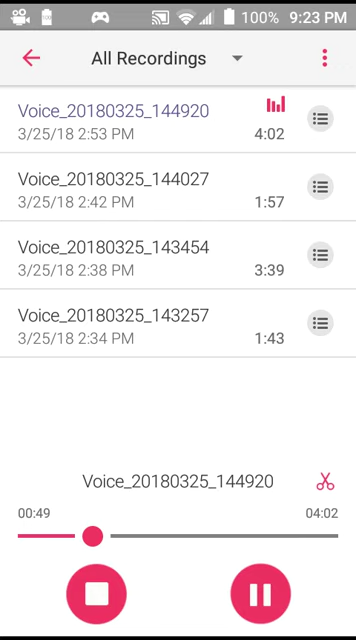 100% 9:23 PM
All Recordings
Voice_20180325_144920
3/25/18 2:53 PM 4:02
Voice_20180325_144027
3/25/18 2:42 PM 1:57
Voice_20180325_143454
3/25/18 2:38 PM 3:39
Voice_20180325_143257
3/25/18 2:34 PM 1:43
Voice_20180325_144920
00:49 04:02